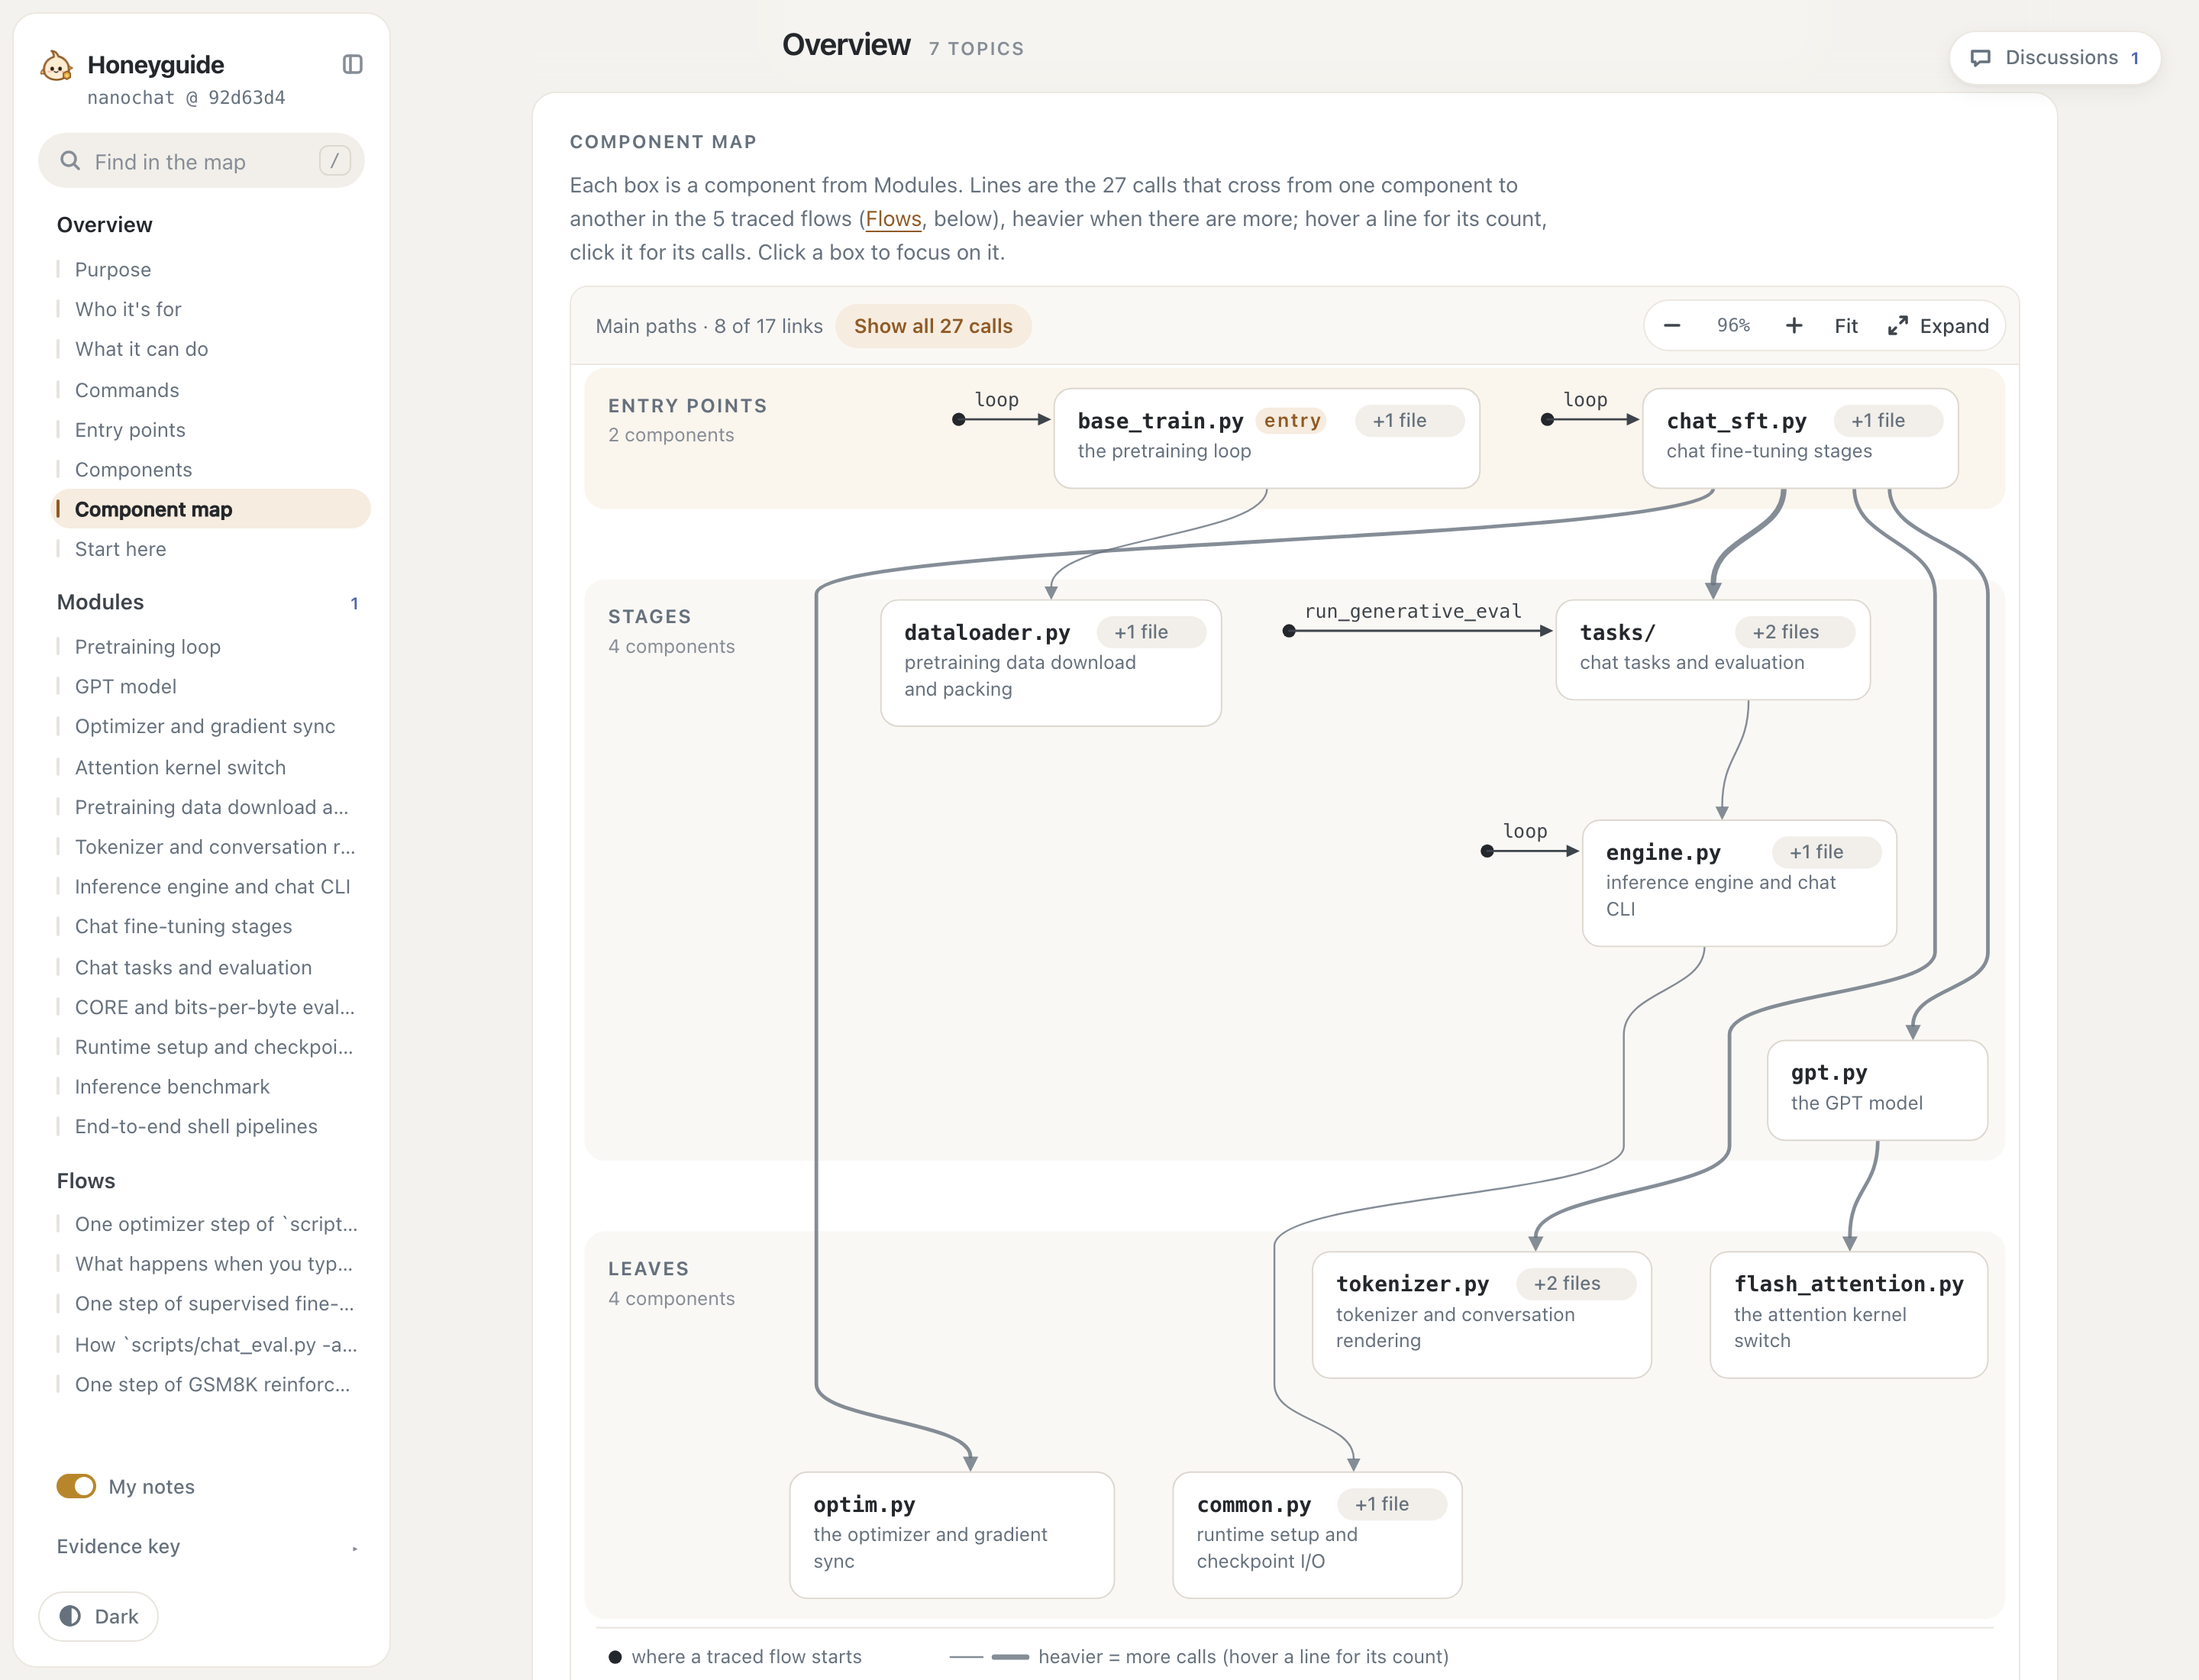 Honeyguide
nanochat @ 92d63d4
Find in the map
/
Overview
Purpose
Who it's for
What it can do
Commands
Entry points
Components
Component map
Start here
Modules 1
Pretraining loop
GPT model
Optimizer and gradient sync
Attention kernel switch
Pretraining data download a...
Tokenizer and conversation r...
Inference engine and chat CLI
Chat fine-tuning stages
Chat tasks and evaluation
CORE and bits-per-byte eval...
Runtime setup and checkpoi...
Inference benchmark
End-to-end shell pipelines
Flows
One optimizer step of `script...
What happens when you typ...
One step of supervised fine-...
How `scripts/chat_eval.py -a...
One step of GSM8K reinforc...
My notes
Evidence key
Dark
Overview 7 TOPICS
Discussions 1
COMPONENT MAP
Each box is a component from Modules. Lines are the 27 calls that cross from one component to
another in the 5 traced flows (Flows, below), heavier when there are more; hover a line for its count,
click it for its calls. Click a box to focus on it.
Main paths · 8 of 17 links Show all 27 calls
− 96% + Fit Expand
ENTRY POINTS
2 components
loop
base_train.py entry +1 file
the pretraining loop
loop
chat_sft.py +1 file
chat fine-tuning stages
STAGES
4 components
dataloader.py +1 file
pretraining data download
and packing
run_generative_eval
tasks/ +2 files
chat tasks and evaluation
loop
engine.py +1 file
inference engine and chat
CLI
gpt.py
the GPT model
LEAVES
4 components
tokenizer.py +2 files
tokenizer and conversation
rendering
flash_attention.py
the attention kernel
switch
optim.py
the optimizer and gradient
sync
common.py +1 file
runtime setup and
checkpoint I/O
where a traced flow starts
heavier = more calls (hover a line for its count)